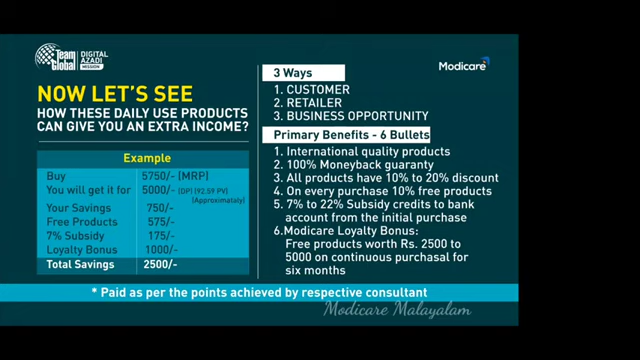 Team Global
DIGITAL
AZADI
MISSION
Modicare
NOW LET'S SEE
HOW THESE DAILY USE PRODUCTS
CAN GIVE YOU AN EXTRA INCOME?
Example
Buy 5750/- (MRP)
You will get it for 5000/- (DP) (92.59 PV)
(Approximataly)
Your Savings 750/-
Free Products 575/-
7% Subsidy 175/-
Loyalty Bonus 1000/-
Total Savings 2500/-
3 Ways
1. CUSTOMER
2. RETAILER
3. BUSINESS OPPORTUNITY
Primary Benefits - 6 Bullets
1. International quality products
2. 100% Moneyback guaranty
3. All products have 10% to 20% discount
4. On every purchase 10% free products
5. 7% to 22% Subsidy credits to bank
account from the initial purchase
6.Modicare Loyalty Bonus:
Free products worth Rs. 2500 to
5000 on continuous purchasal for
six months
* Paid as per the points achieved by respective consultant
Modicare Malayalam